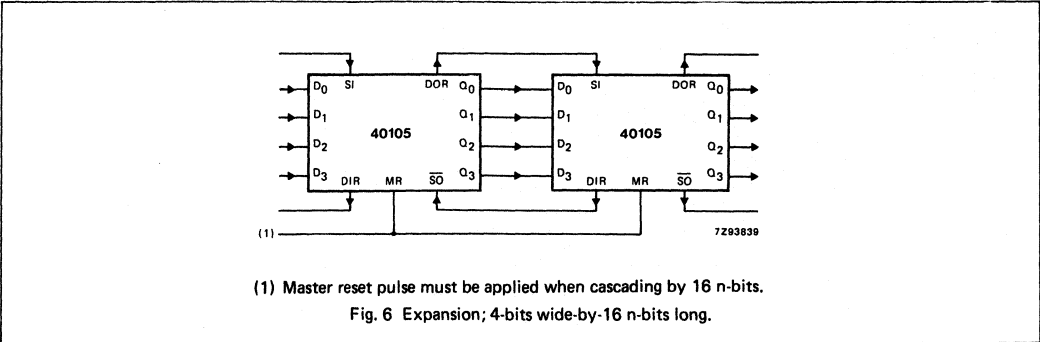 SI DOR SI DOR
D0 Q0 D0 Q0
D1 Q1 D1 Q1
40105 40105
D2 Q2 D2 Q2
D3 Q3 D3 Q3
DIR MR S̅O̅ DIR MR S̅O̅
(1) 7Z93839
(1) Master reset pulse must be applied when cascading by 16 n-bits.
Fig. 6 Expansion; 4-bits wide-by-16 n-bits long.